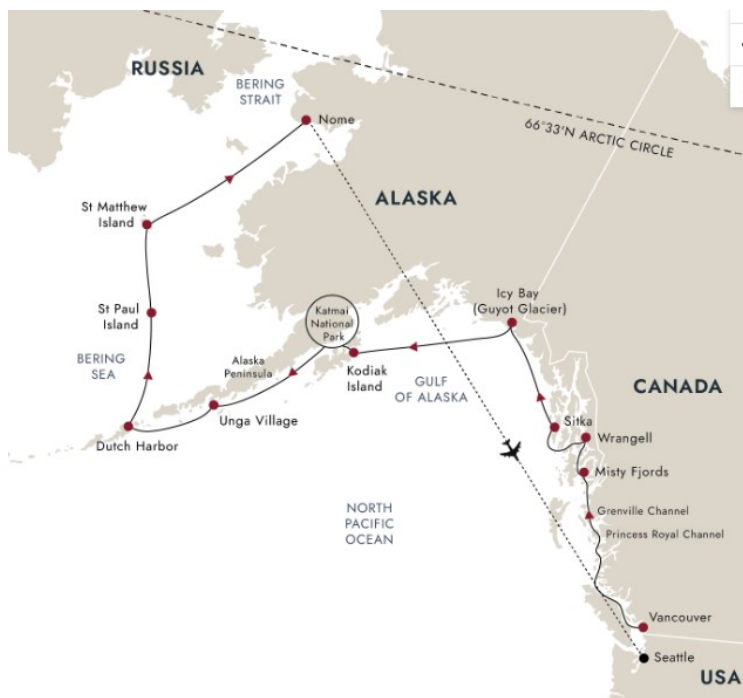 RUSSIA
BERING
STRAIT
Nome
66°33'N ARCTIC CIRCLE
ALASKA
St Matthew
Island
St Paul
Island
BERING
SEA
Katmai
National
Park
Icy Bay
(Guyot Glacier)
Alaska
Peninsula
Kodiak
Island
GULF
OF ALASKA
CANADA
Unga Village
Dutch Harbor
Sitka
Wrangell
Misty Fjords
NORTH
PACIFIC
OCEAN
Grenville Channel
Princess Royal Channel
Vancouver
Seattle
USA